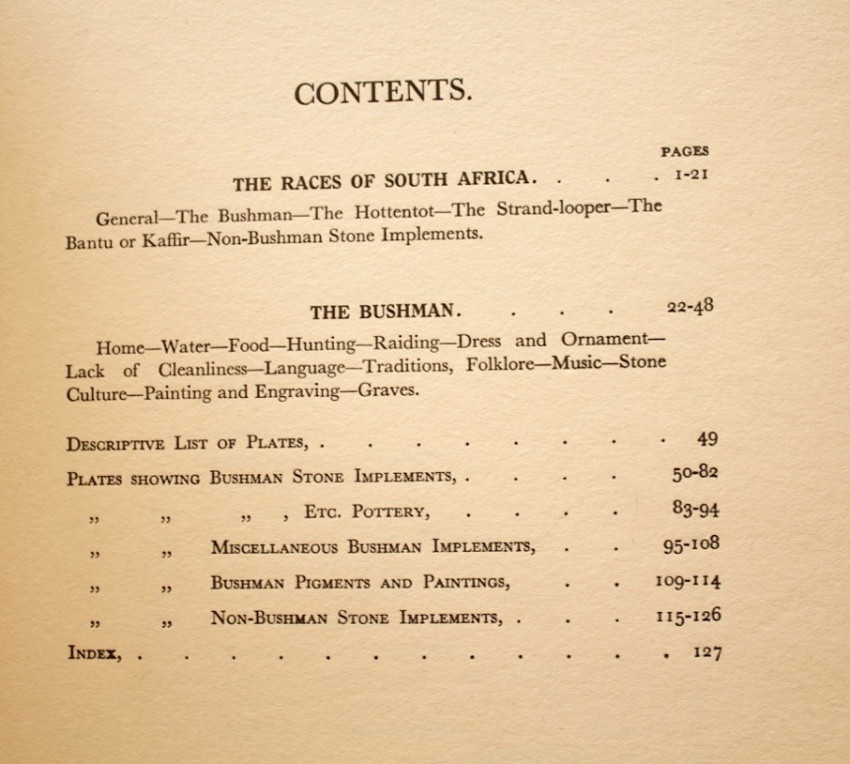 CONTENTS.
PAGES
THE RACES OF SOUTH AFRICA. . . . 1-21
General—The Bushman—The Hottentot—The Strand-looper—The
Bantu or Kaffir—Non-Bushman Stone Implements.
THE BUSHMAN. . . . 22-48
Home—Water—Food—Hunting—Raiding—Dress and Ornament—
Lack of Cleanliness—Language—Traditions, Folklore—Music—Stone
Culture—Painting and Engraving—Graves.
Descriptive List of Plates, . . . . . . . . 49
Plates showing Bushman Stone Implements, . . . . 50-82
„ „ „ , Etc. Pottery, . . . . 83-94
„ „ Miscellaneous Bushman Implements, . . 95-108
„ „ Bushman Pigments and Paintings, . . 109-114
„ „ Non-Bushman Stone Implements, . . . 115-126
Index, . . . . . . . . . . . . 127